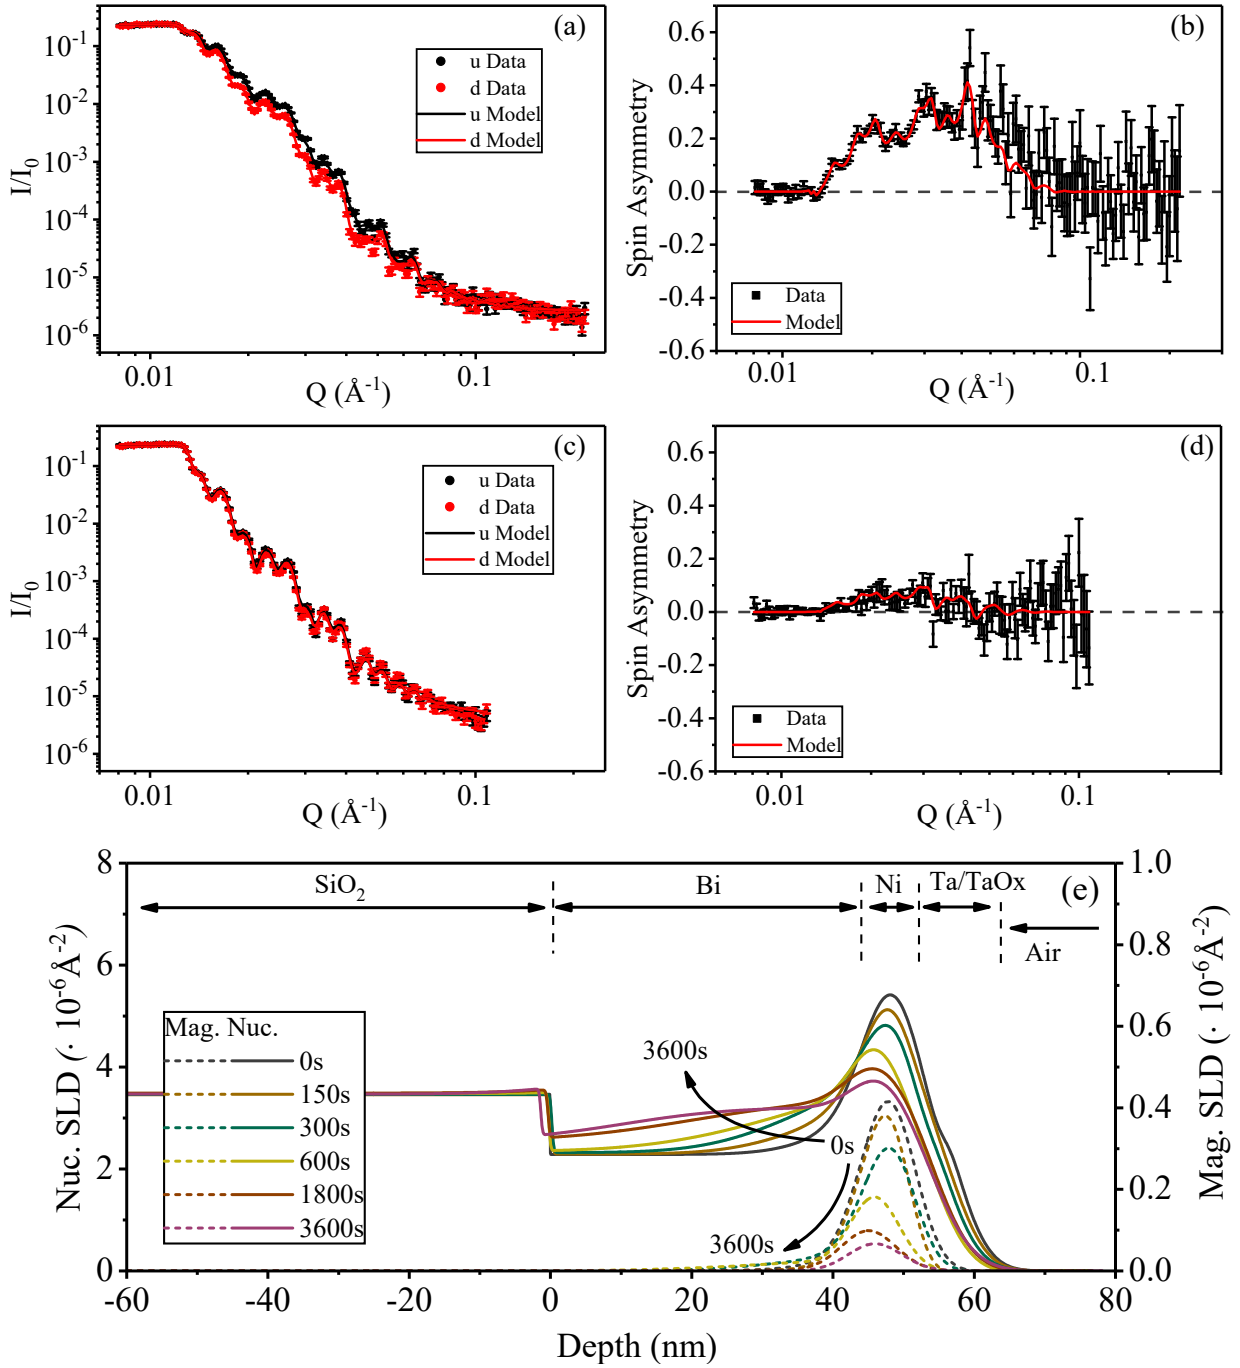 (a)
I/I₀
10⁻¹
10⁻²
10⁻³
10⁻⁴
10⁻⁵
10⁻⁶
u Data
d Data
u Model
d Model
0.01 0.1
Q (Å⁻¹)
(b)
Spin Asymmetry
0.6
0.4
0.2
0.0
-0.2
-0.4
-0.6
Data
Model
0.01 0.1
Q (Å⁻¹)
(c)
I/I₀
10⁻¹
10⁻²
10⁻³
10⁻⁴
10⁻⁵
10⁻⁶
u Data
d Data
u Model
d Model
0.01 0.1
Q (Å⁻¹)
(d)
Spin Asymmetry
0.6
0.4
0.2
0.0
-0.2
-0.4
-0.6
Data
Model
0.01 0.1
Q (Å⁻¹)
(e)
SiO₂ Bi Ni Ta/TaOx
Air
Nuc. SLD (· 10⁻⁶Å⁻²)
8
6
4
2
0
Mag. SLD (· 10⁻⁶Å⁻²)
1.0
0.8
0.6
0.4
0.2
0.0
Mag. Nuc.
0s
150s
300s
600s
1800s
3600s
3600s
0s
3600s
-60 -40 -20 0 20 40 60 80
Depth (nm)